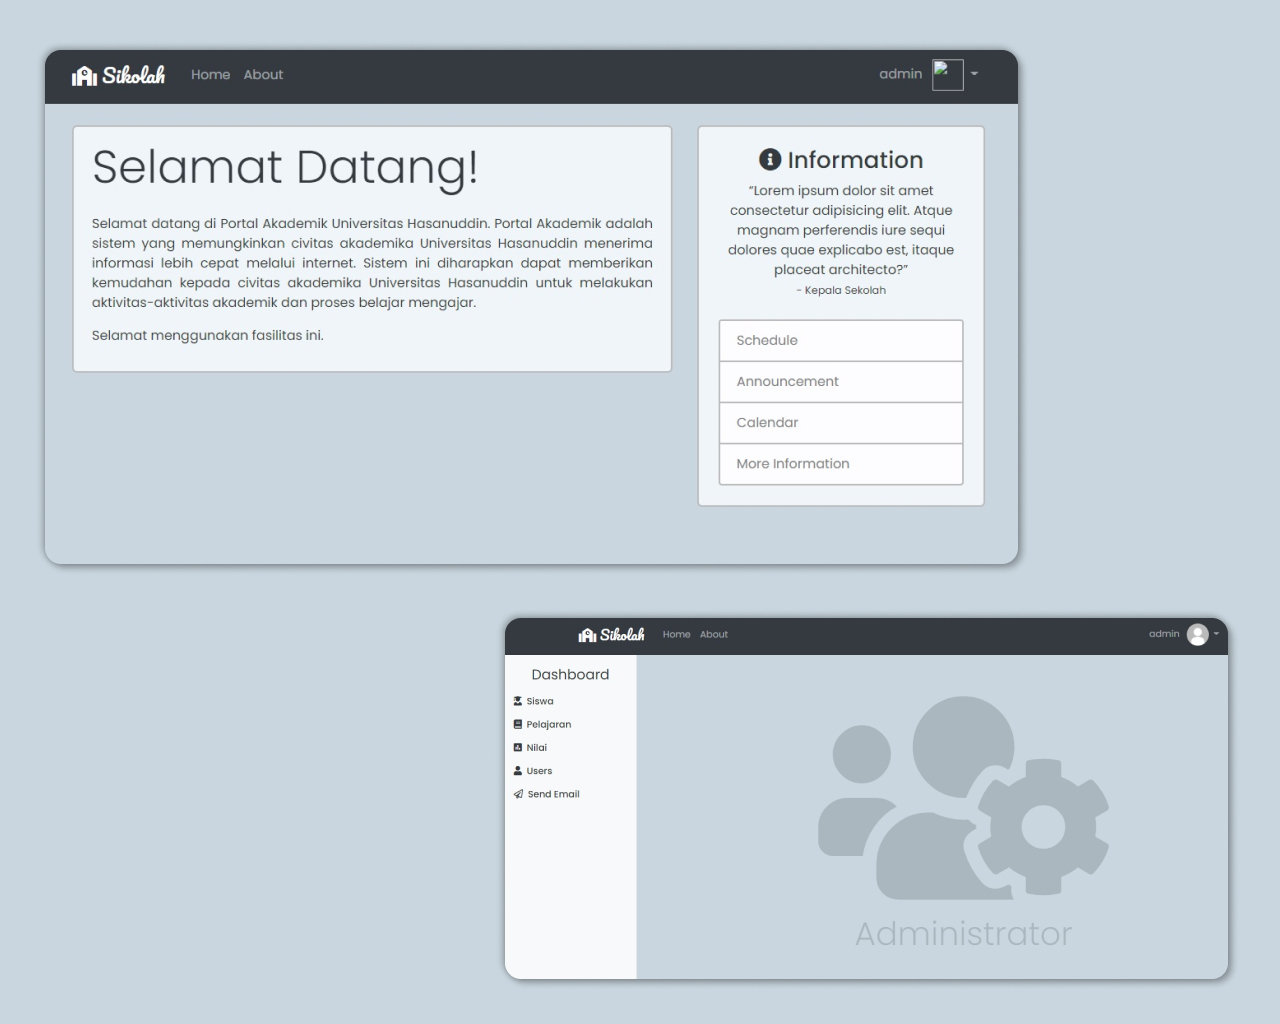 Sikolah Home About admin
Selamat Datang!
Selamat datang di Portal Akademik Universitas Hasanuddin. Portal Akademik adalah
sistem yang memungkinkan civitas akademika Universitas Hasanuddin menerima
informasi lebih cepat melalui internet. Sistem ini diharapkan dapat memberikan
kemudahan kepada civitas akademika Universitas Hasanuddin untuk melakukan
aktivitas-aktivitas akademik dan proses belajar mengajar.
Selamat menggunakan fasilitas ini.
Information
“Lorem ipsum dolor sit amet
consectetur adipisicing elit. Atque
magnam perferendis iure sequi
dolores quae explicabo est, itaque
placeat architecto?”
- Kepala Sekolah
Schedule
Announcement
Calendar
More Information
Sikolah Home About admin
Dashboard
Siswa
Pelajaran
Nilai
Users
Send Email
Administrator